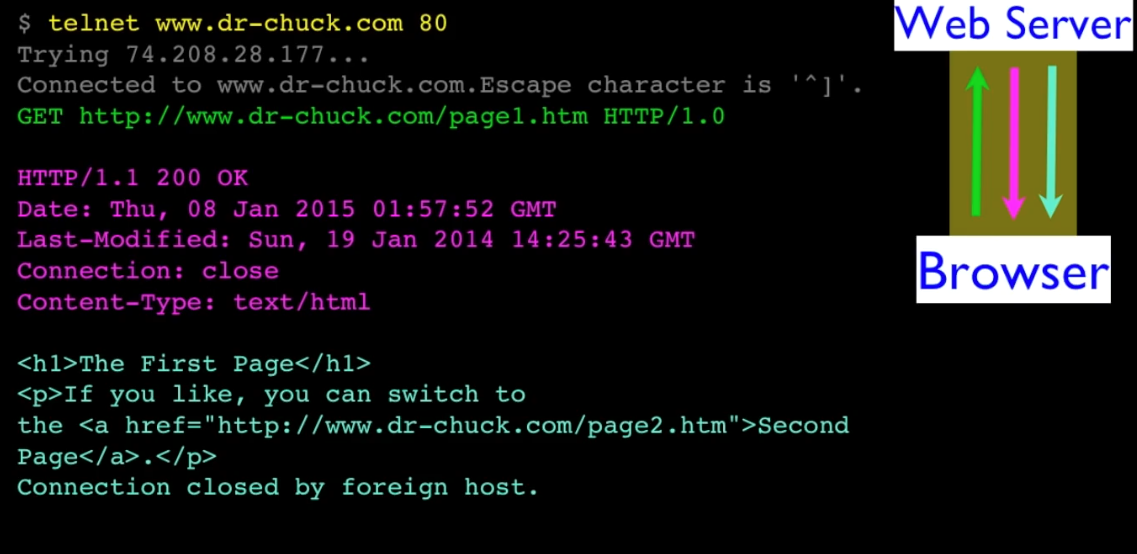 $ telnet www.dr-chuck.com 80
Trying 74.208.28.177...
Connected to www.dr-chuck.com.Escape character is '^]'.
GET http://www.dr-chuck.com/page1.htm HTTP/1.0
HTTP/1.1 200 OK
Date: Thu, 08 Jan 2015 01:57:52 GMT
Last-Modified: Sun, 19 Jan 2014 14:25:43 GMT
Connection: close
Content-Type: text/html
<h1>The First Page</h1>
<p>If you like, you can switch to
the <a href="http://www.dr-chuck.com/page2.htm">Second
Page</a>.</p>
Connection closed by foreign host.
Web Server
Browser